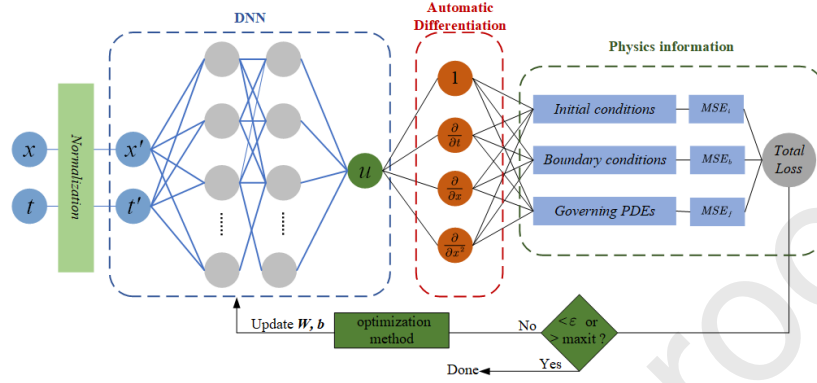 DNN
Automatic
Differentiation
Physics information
Normalization
x
t
x′
t′
......
......
u
1
∂/∂t
∂/∂x
∂/∂x²
Initial conditions
MSE_i
Boundary conditions
MSE_b
Governing PDEs
MSE_f
Total
Loss
Update W, b
optimization
method
No
<ε or
> maxit ?
Yes
Done